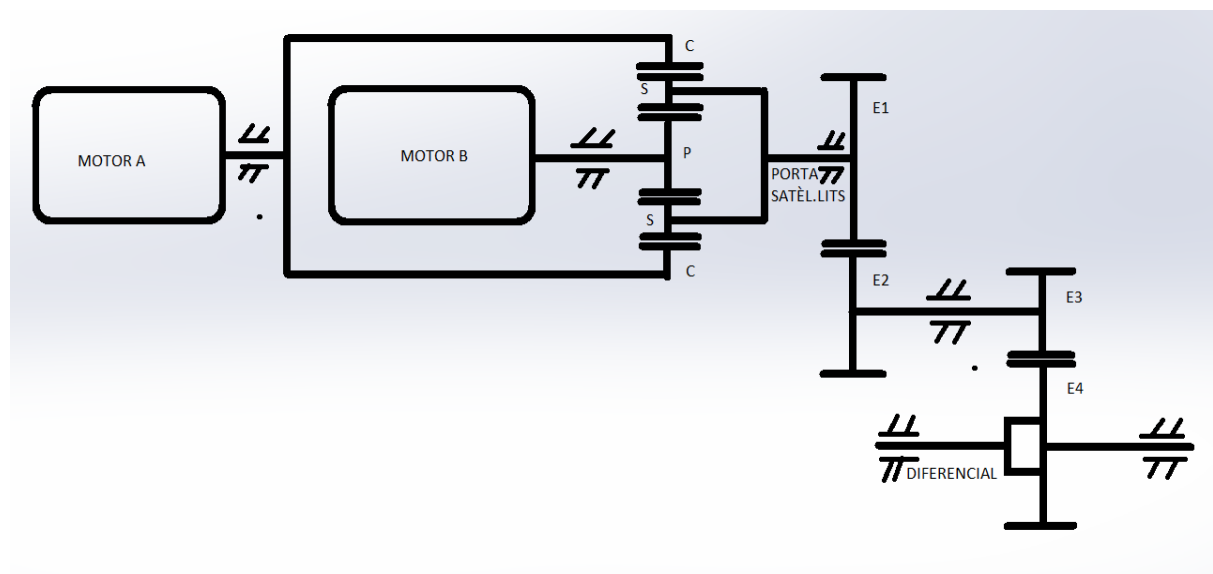 MOTOR A
MOTOR B
C
S
P
S
C
PORTA
SATÈL.LITS
E1
E2
E3
E4
DIFERENCIAL